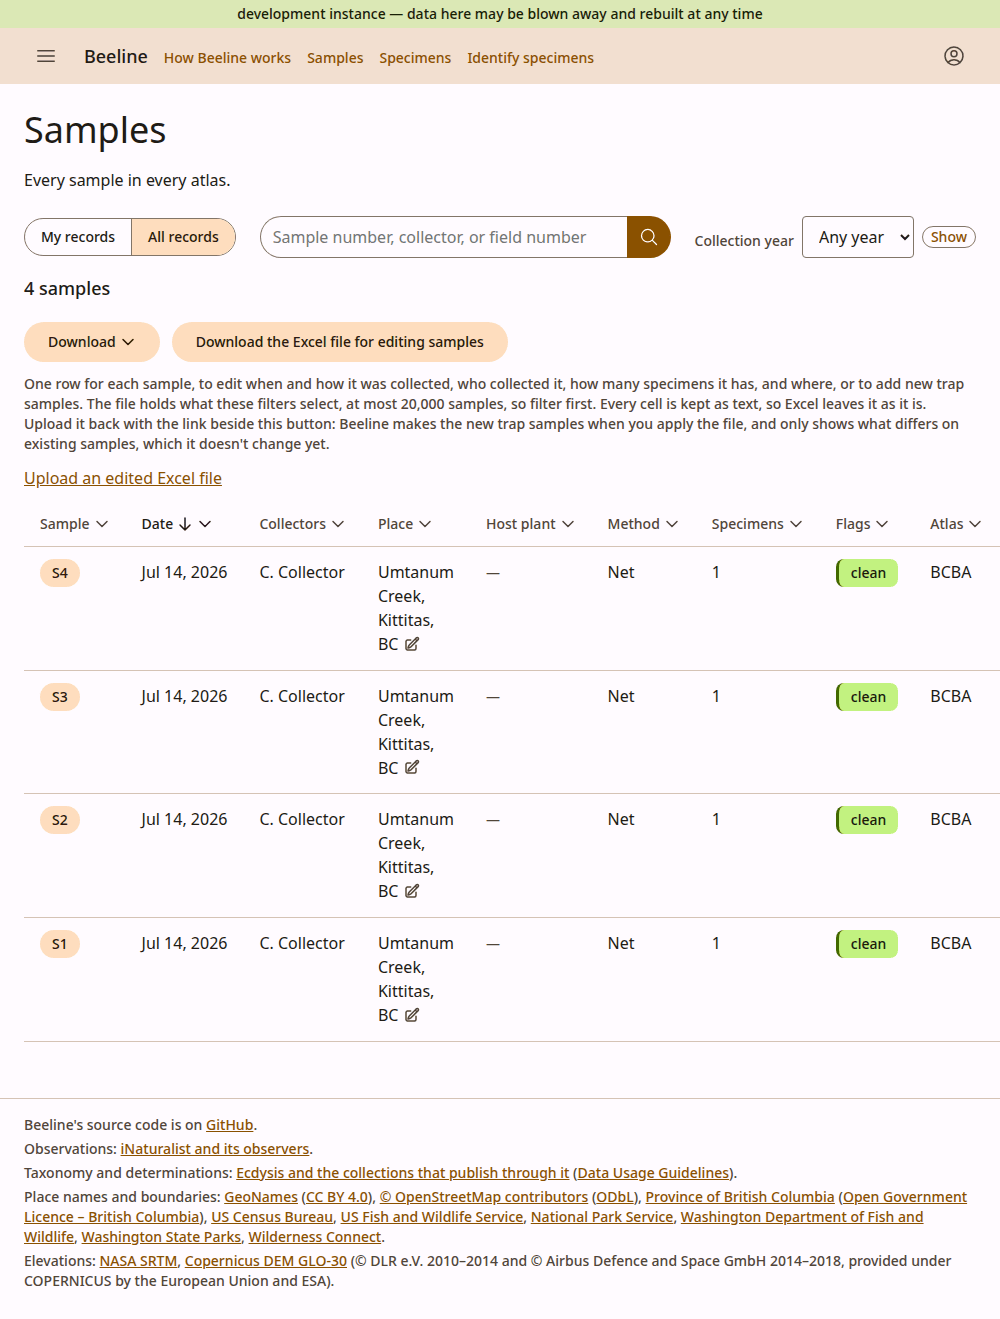 development instance — data here may be blown away and rebuilt at any time
Beeline How Beeline works Samples Specimens Identify specimens
Samples
Every sample in every atlas.
My records All records Sample number, collector, or field number Collection year Any year Show
4 samples
Download Download the Excel file for editing samples
One row for each sample, to edit when and how it was collected, who collected it, how many specimens it has, and where, or to add new trap
samples. The file holds what these filters select, at most 20,000 samples, so filter first. Every cell is kept as text, so Excel leaves it as it is.
Upload it back with the link beside this button: Beeline makes the new trap samples when you apply the file, and only shows what differs on
existing samples, which it doesn't change yet.
Upload an edited Excel file
Sample Date Collectors Place Host plant Method Specimens Flags Atlas
S4 Jul 14, 2026 C. Collector Umtanum — Net 1 clean BCBA
Creek,
Kittitas,
BC
S3 Jul 14, 2026 C. Collector Umtanum — Net 1 clean BCBA
Creek,
Kittitas,
BC
S2 Jul 14, 2026 C. Collector Umtanum — Net 1 clean BCBA
Creek,
Kittitas,
BC
S1 Jul 14, 2026 C. Collector Umtanum — Net 1 clean BCBA
Creek,
Kittitas,
BC
Beeline's source code is on GitHub.
Observations: iNaturalist and its observers.
Taxonomy and determinations: Ecdysis and the collections that publish through it (Data Usage Guidelines).
Place names and boundaries: GeoNames (CC BY 4.0), © OpenStreetMap contributors (ODbL), Province of British Columbia (Open Government
Licence – British Columbia), US Census Bureau, US Fish and Wildlife Service, National Park Service, Washington Department of Fish and
Wildlife, Washington State Parks, Wilderness Connect.
Elevations: NASA SRTM, Copernicus DEM GLO-30 (© DLR e.V. 2010–2014 and © Airbus Defence and Space GmbH 2014–2018, provided under
COPERNICUS by the European Union and ESA).